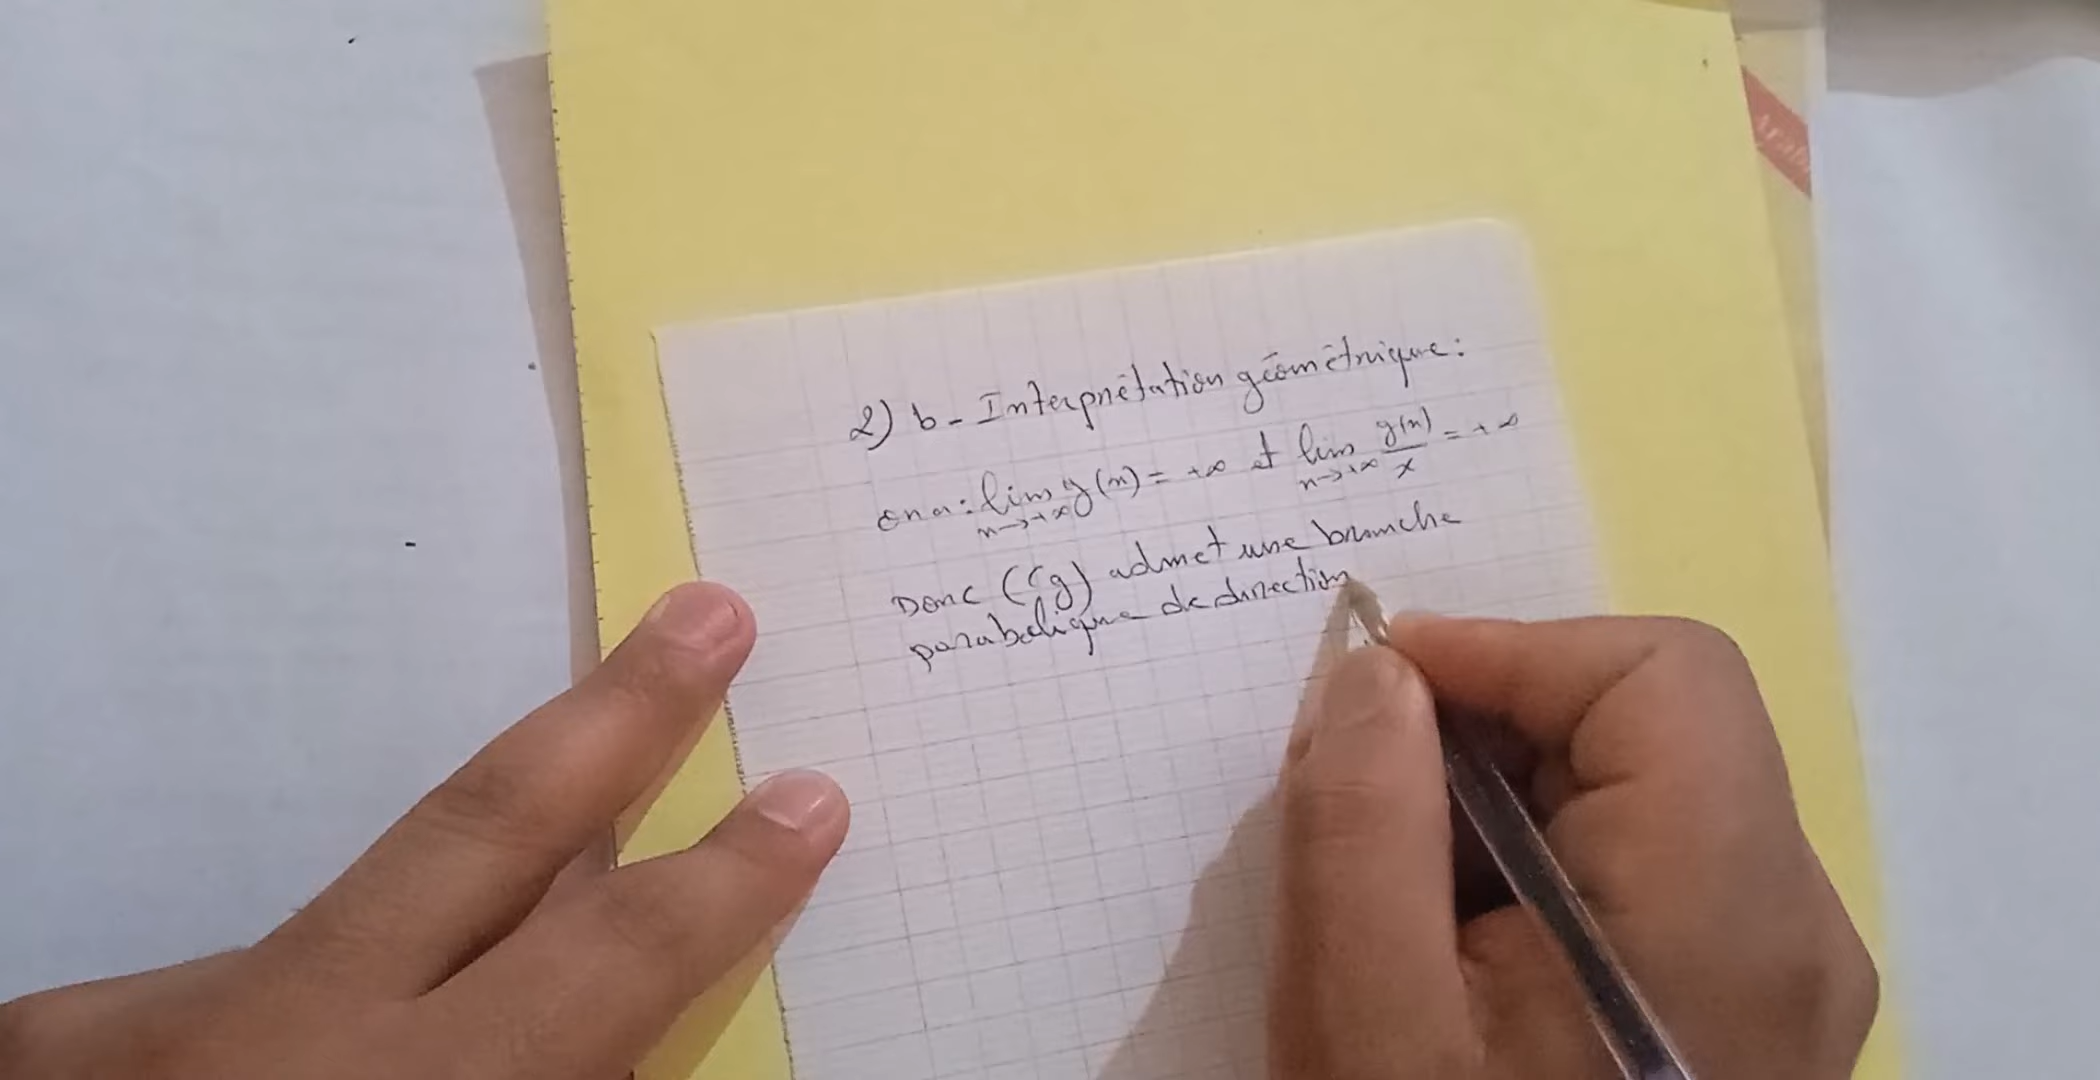 2) b- Interprétation géométrique:
on a: lim g(x) = +∞ et lim g(x)/x = +∞
x→+∞ x→+∞
Donc (Cg) admet une branche
parabolique de direction